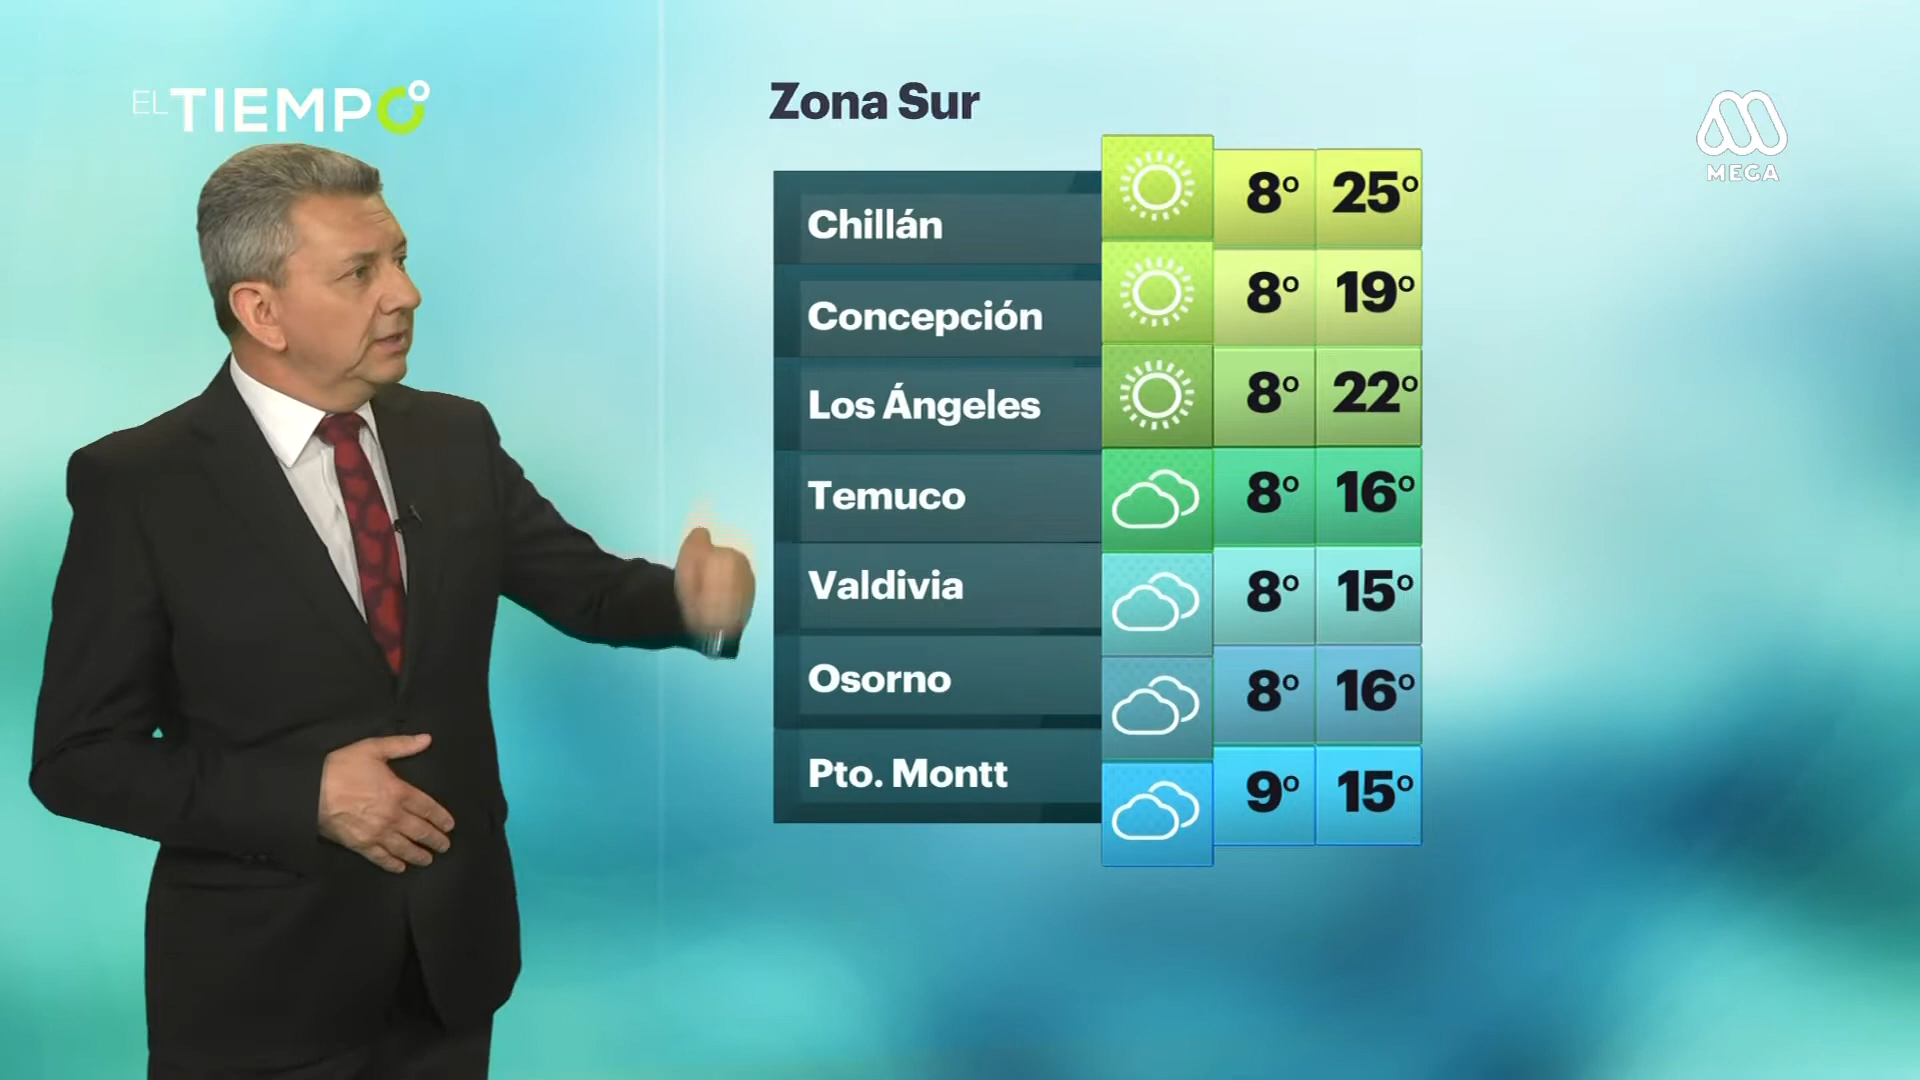 EL TIEMPO
Zona Sur
MEGA
Chillán 8° 25°
Concepción 8° 19°
Los Ángeles 8° 22°
Temuco 8° 16°
Valdivia 8° 15°
Osorno 8° 16°
Pto. Montt 9° 15°